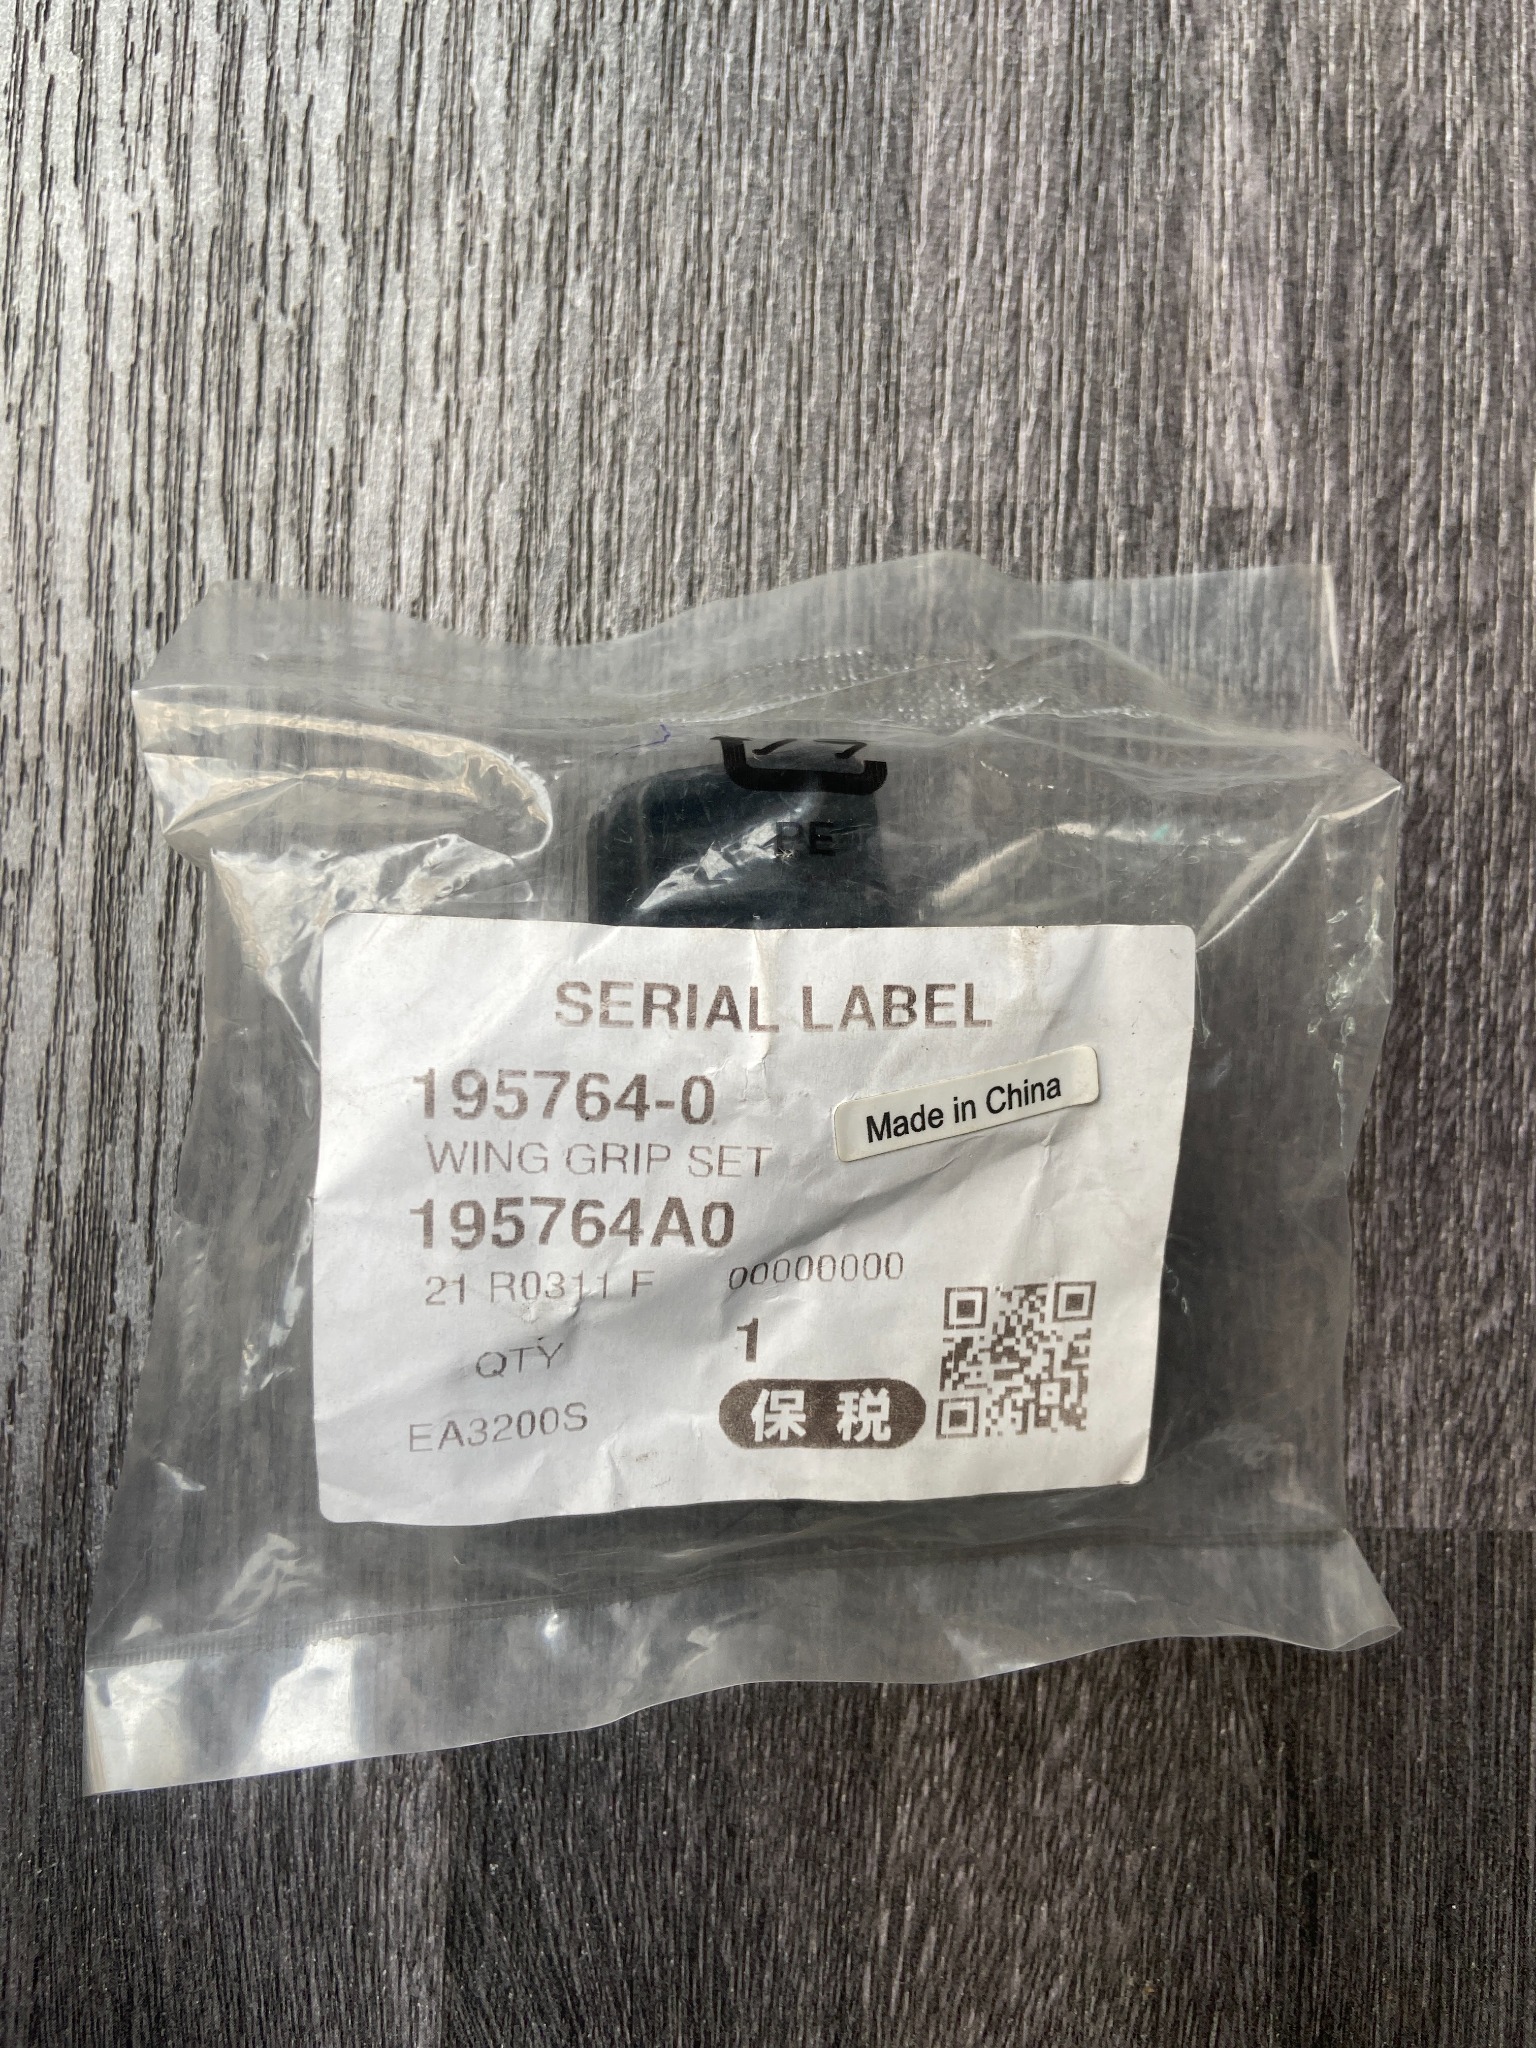 PE
SERIAL LABEL
195764-0
Made in China
WING GRIP SET
195764A0
21 R0311 F 00000000
QTY 1
EA3200S 保税